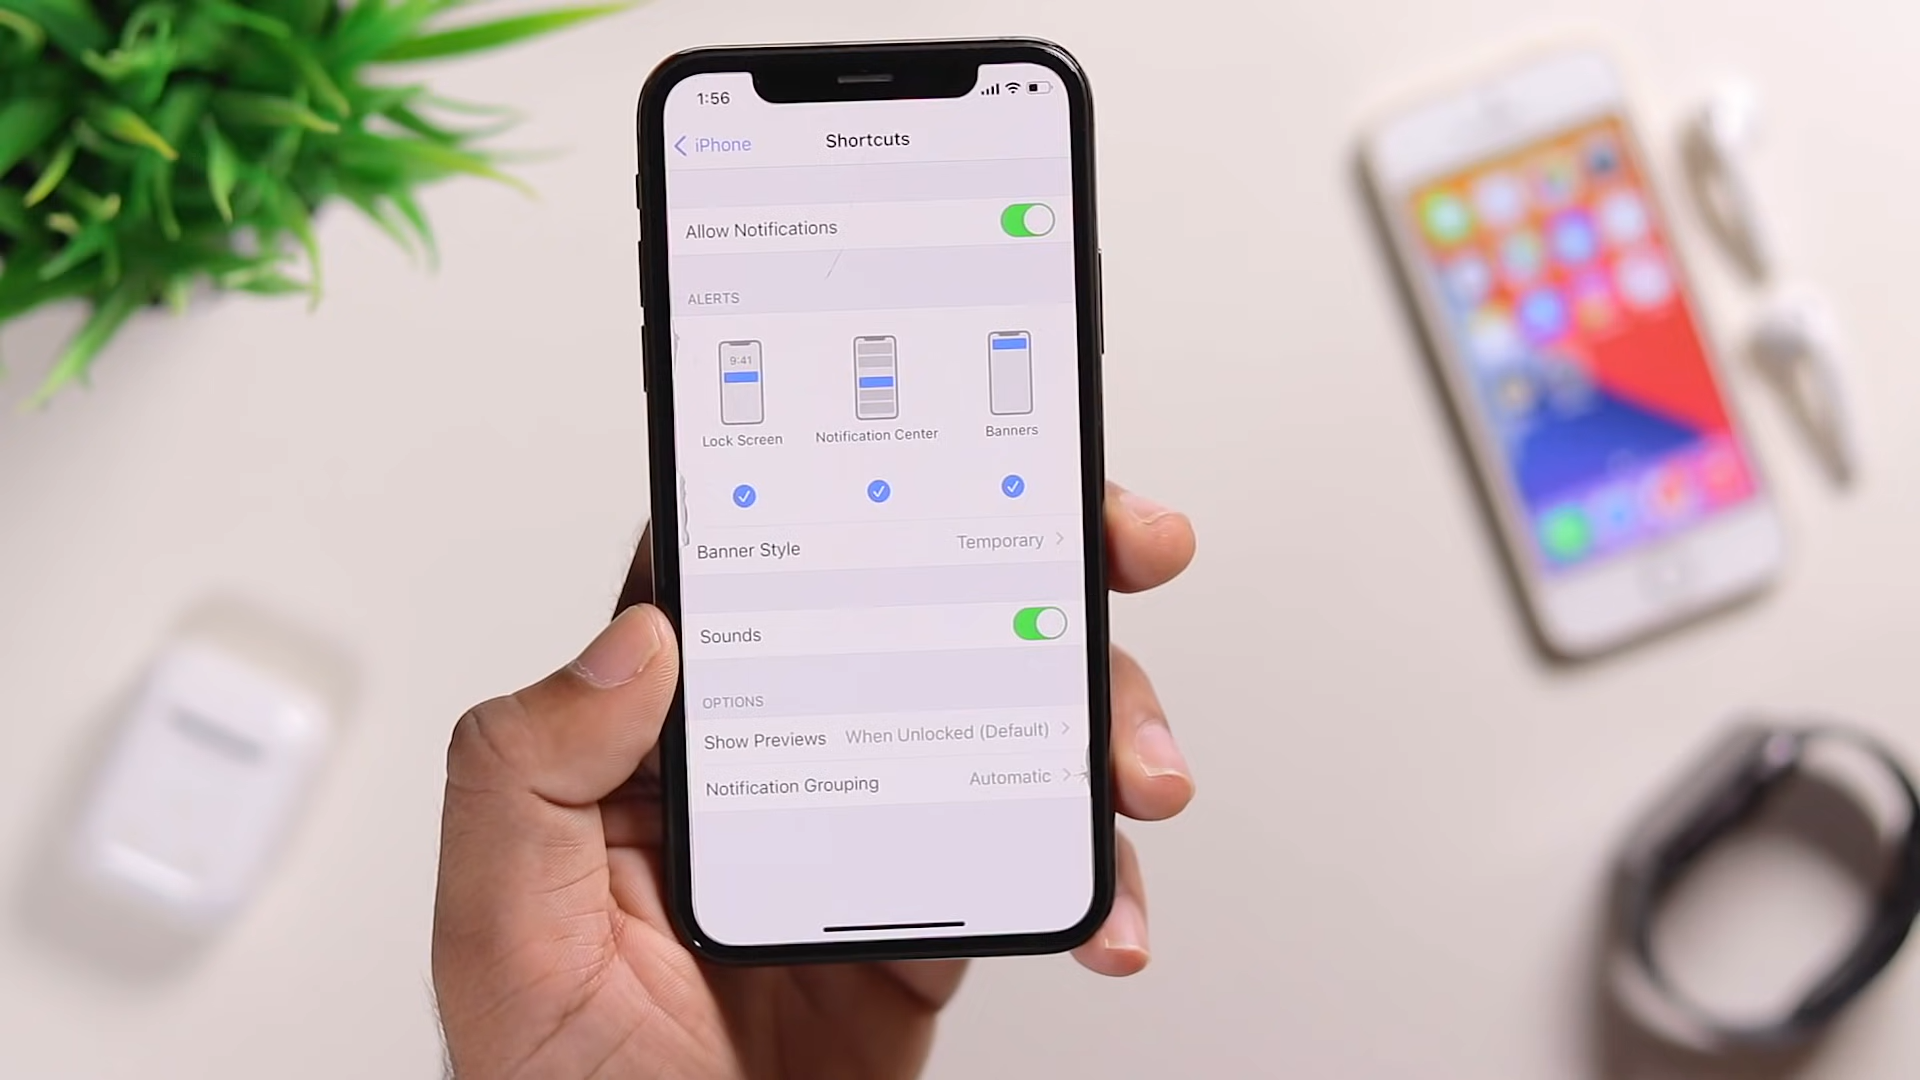 1:56
iPhone
Shortcuts
Allow Notifications
ALERTS
9:41
Lock Screen
Notification Center
Banners
Banner Style
Temporary
Sounds
OPTIONS
Show Previews
When Unlocked (Default)
Notification Grouping
Automatic